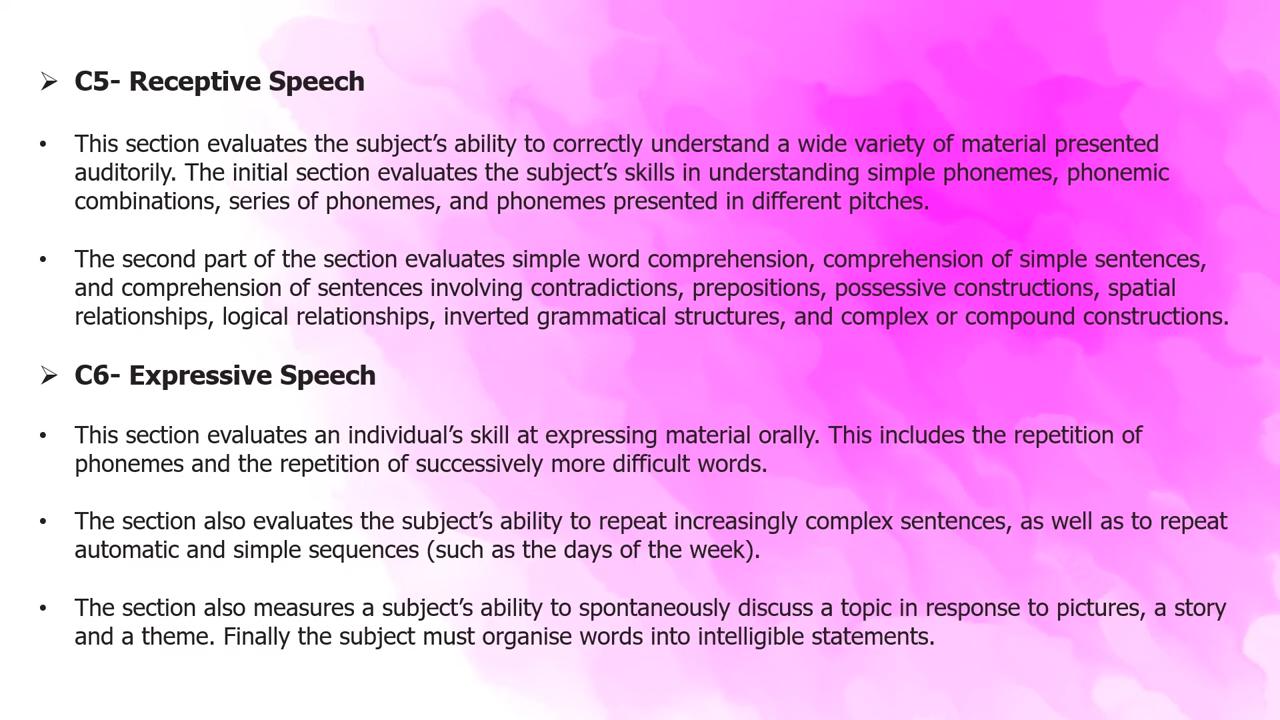 ➢ C5- Receptive Speech
• This section evaluates the subject’s ability to correctly understand a wide variety of material presented
auditorily. The initial section evaluates the subject’s skills in understanding simple phonemes, phonemic
combinations, series of phonemes, and phonemes presented in different pitches.
• The second part of the section evaluates simple word comprehension, comprehension of simple sentences,
and comprehension of sentences involving contradictions, prepositions, possessive constructions, spatial
relationships, logical relationships, inverted grammatical structures, and complex or compound constructions.
➢ C6- Expressive Speech
• This section evaluates an individual’s skill at expressing material orally. This includes the repetition of
phonemes and the repetition of successively more difficult words.
• The section also evaluates the subject’s ability to repeat increasingly complex sentences, as well as to repeat
automatic and simple sequences (such as the days of the week).
• The section also measures a subject’s ability to spontaneously discuss a topic in response to pictures, a story
and a theme. Finally the subject must organise words into intelligible statements.